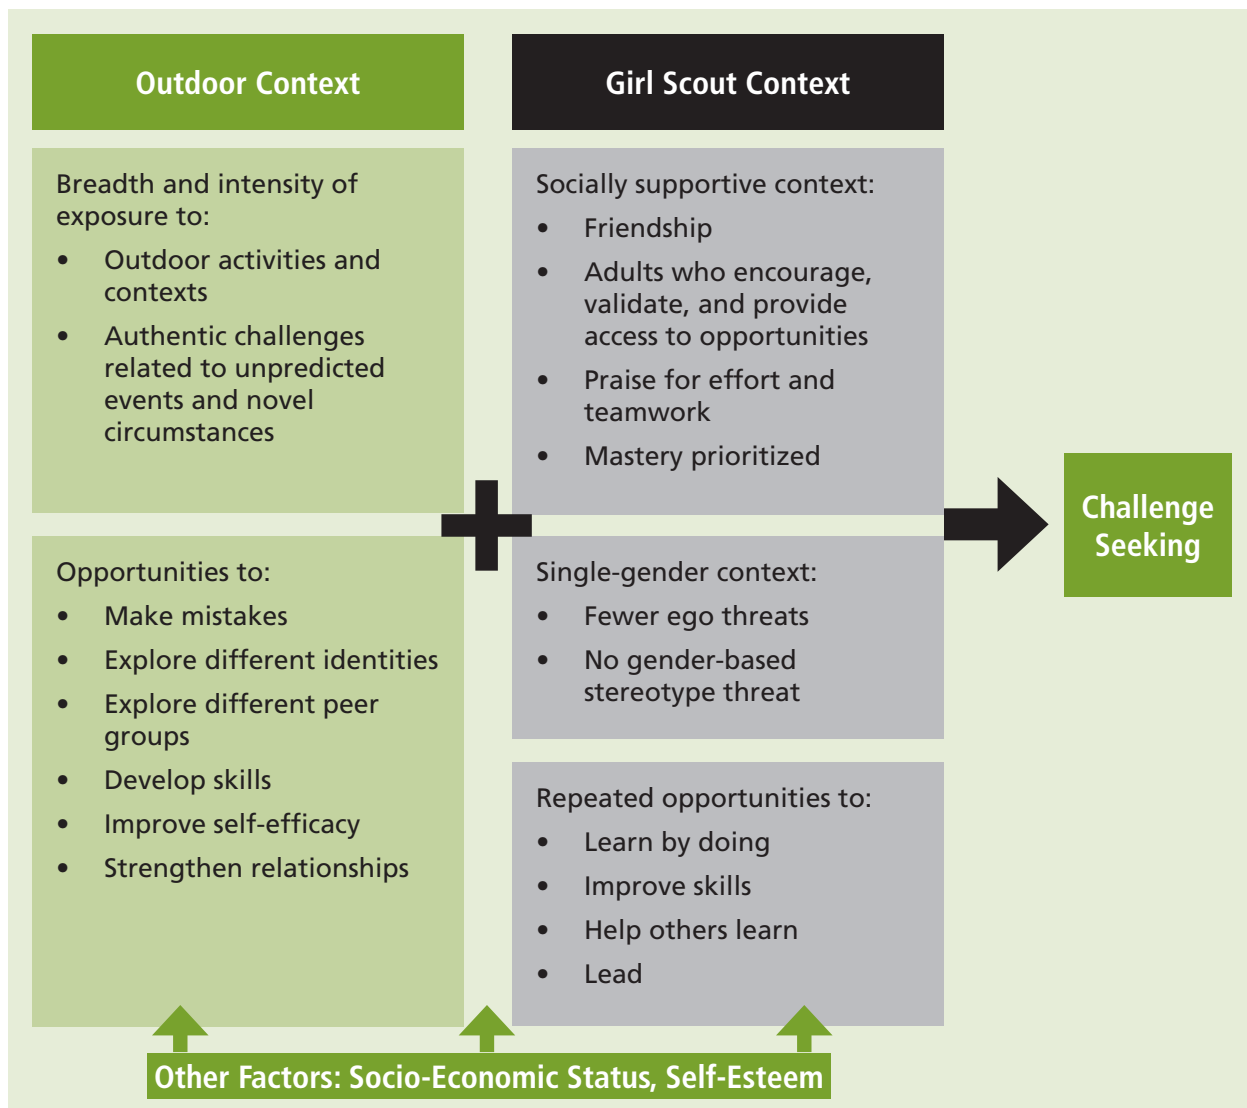 Outdoor Context
Breadth and intensity of
exposure to:
• Outdoor activities and
contexts
• Authentic challenges
related to unpredicted
events and novel
circumstances
Opportunities to:
• Make mistakes
• Explore different identities
• Explore different peer
groups
• Develop skills
• Improve self-efficacy
• Strengthen relationships
Girl Scout Context
Socially supportive context:
• Friendship
• Adults who encourage,
validate, and provide
access to opportunities
• Praise for effort and
teamwork
• Mastery prioritized
Single-gender context:
• Fewer ego threats
• No gender-based
stereotype threat
Repeated opportunities to:
• Learn by doing
• Improve skills
• Help others learn
• Lead
Challenge
Seeking
Other Factors: Socio-Economic Status, Self-Esteem